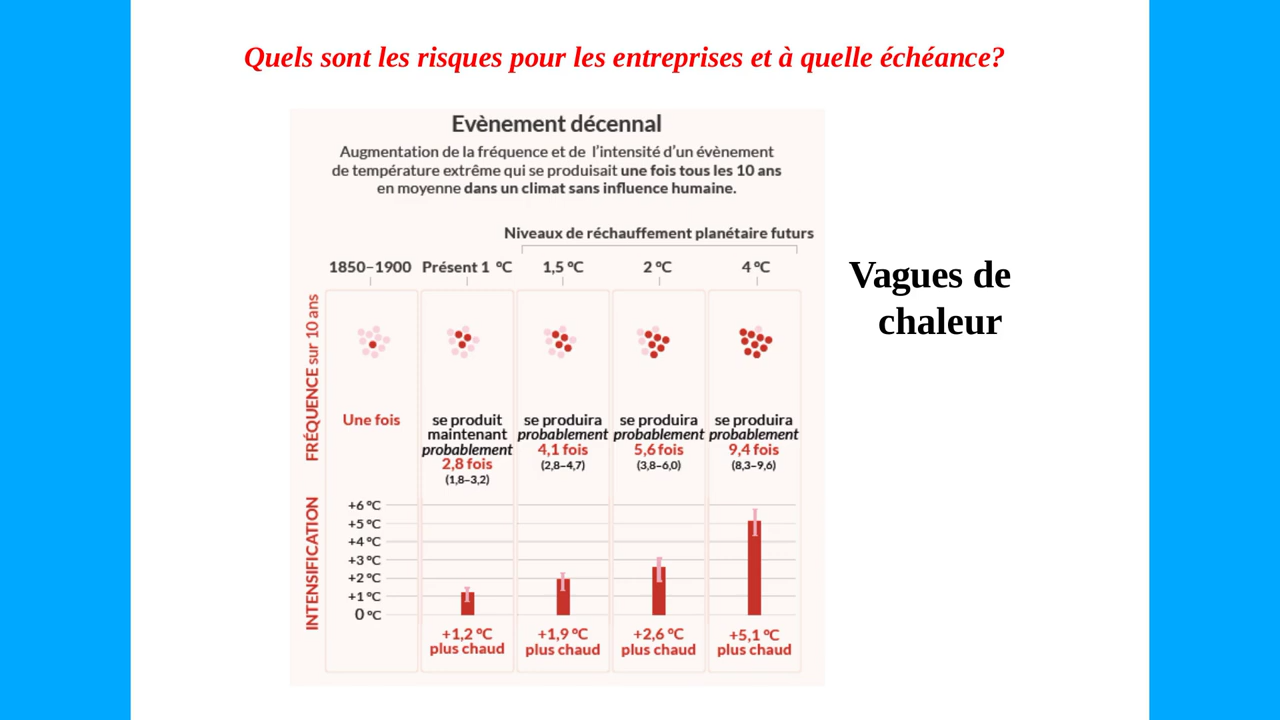 Quels sont les risques pour les entreprises et à quelle échéance?
Evènement décennal
Augmentation de la fréquence et de l’intensité d’un évènement
de température extrême qui se produisait une fois tous les 10 ans
en moyenne dans un climat sans influence humaine.
Niveaux de réchauffement planétaire futurs
1850–1900 Présent 1 °C 1,5 °C 2 °C 4 °C
FRÉQUENCE sur 10 ans
Une fois
se produit
maintenant
probablement
2,8 fois
(1,8–3,2)
se produira
probablement
4,1 fois
(2,8–4,7)
se produira
probablement
5,6 fois
(3,8–6,0)
se produira
probablement
9,4 fois
(8,3–9,6)
INTENSIFICATION
+6 °C
+5 °C
+4 °C
+3 °C
+2 °C
+1 °C
0 °C
+1,2 °C
plus chaud
+1,9 °C
plus chaud
+2,6 °C
plus chaud
+5,1 °C
plus chaud
Vagues de
chaleur